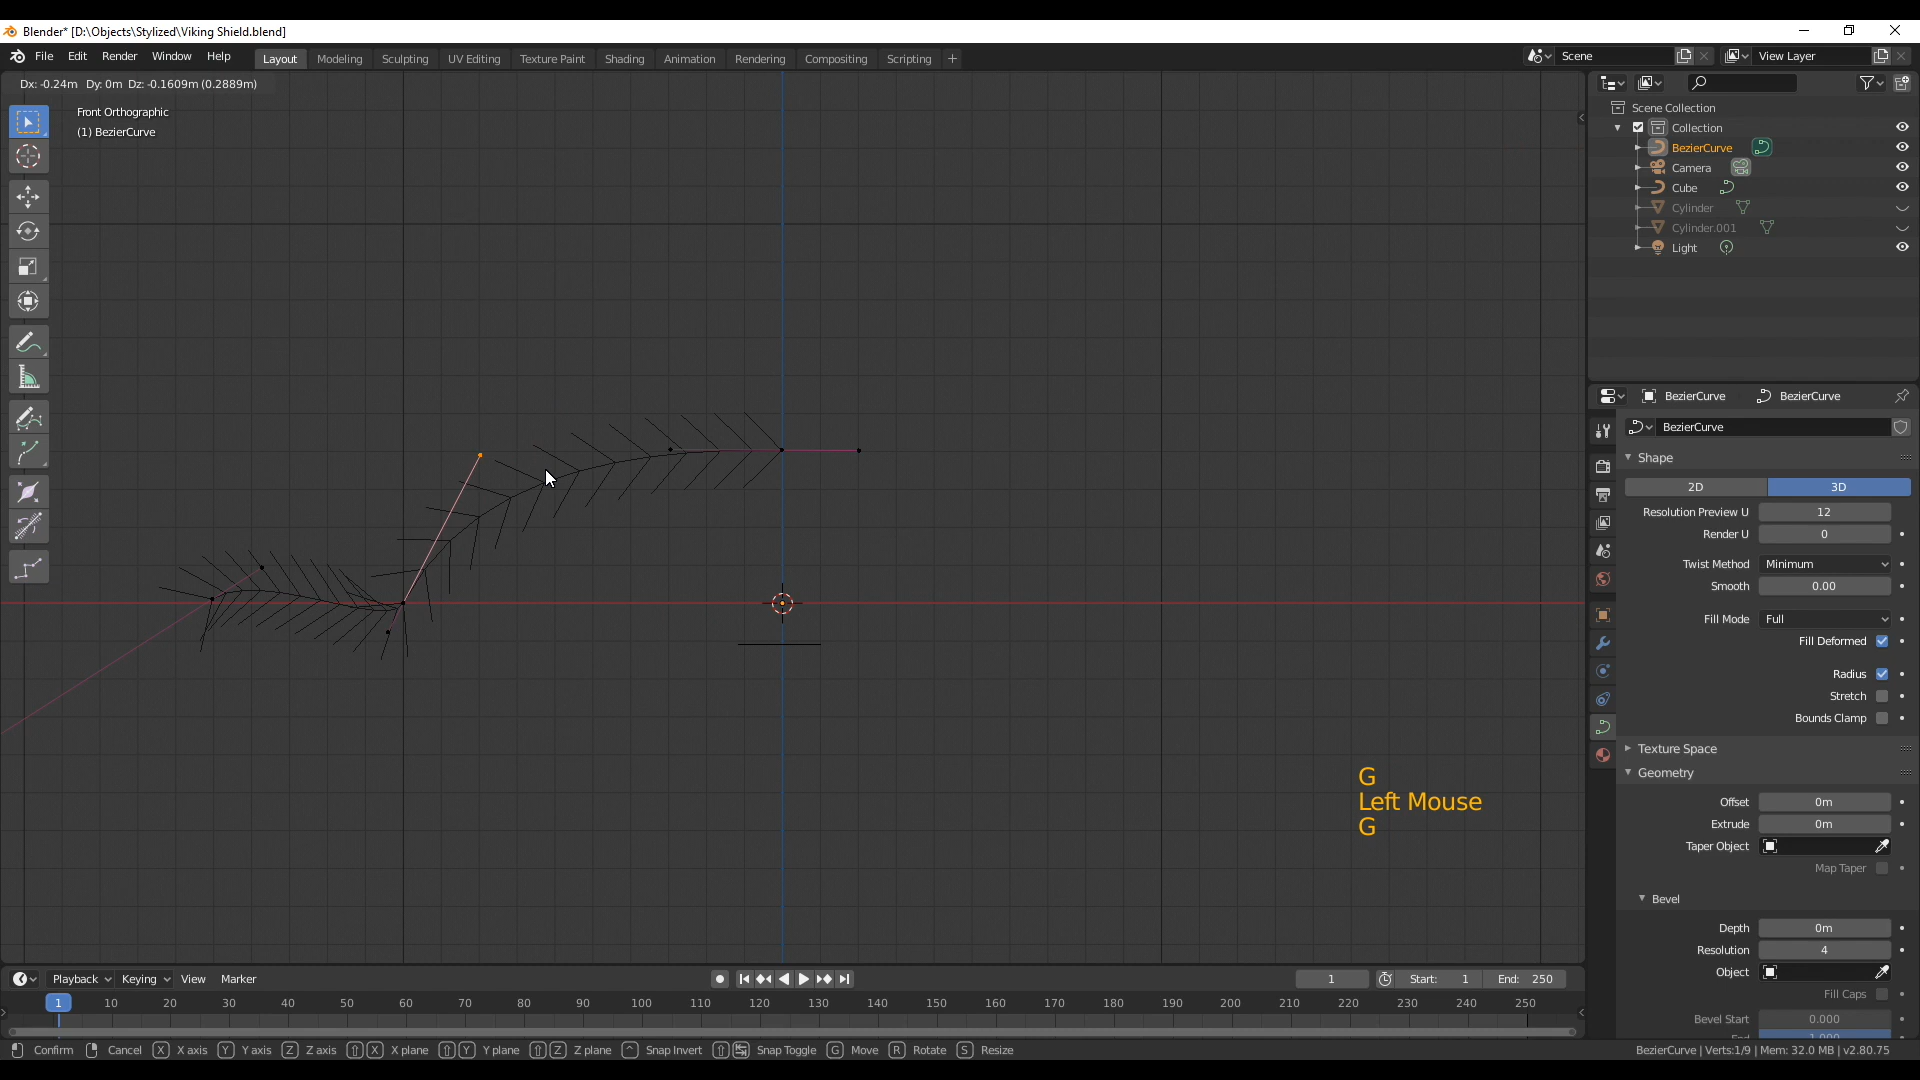 Blender* [D:\Objects\Stylized\Viking Shield.blend]
File Edit Render Window Help Layout Modeling Sculpting UV Editing Texture Paint Shading Animation Rendering Compositing Scripting + Scene View Layer
Dx: -0.24m Dy: 0m Dz: -0.1609m (0.2889m)
Front Orthographic
(1) BezierCurve
Scene Collection
Collection
BezierCurve
Camera
Cube
Cylinder
Cylinder.001
Light
BezierCurve BezierCurve
BezierCurve
Shape
2D 3D
Resolution Preview U 12
Render U 0
Twist Method Minimum
Smooth 0.00
Fill Mode Full
Fill Deformed
Radius
Stretch
Bounds Clamp
Texture Space
Geometry
Offset 0m
Extrude 0m
Taper Object
Map Taper
Bevel
Depth 0m
Resolution 4
Object
Fill Caps
Bevel Start 0.000
End 1.000
G
Left Mouse
G
Playback Keying View Marker 1 Start: 1 End: 250
1 10 20 30 40 50 60 70 80 90 100 110 120 130 140 150 160 170 180 190 200 210 220 230 240 250
Confirm Cancel X X axis Y Y axis Z Z axis X X plane Y Y plane Z Z plane ^ Snap Invert Snap Toggle G Move R Rotate S Resize BezierCurve | Verts:1/9 | Mem: 32.0 MB | v2.80.75